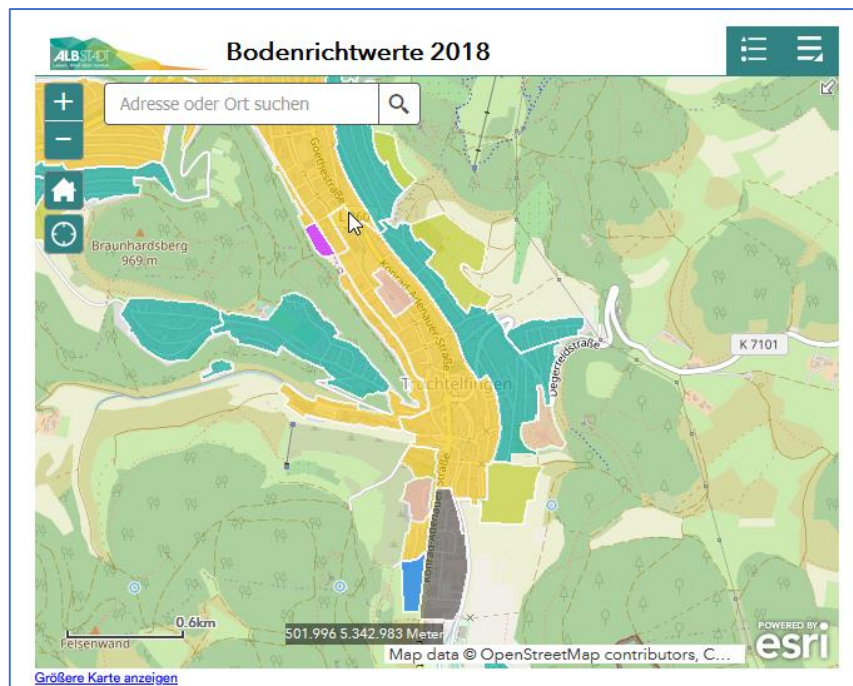 ALBSTADT
Bodenrichtwerte 2018
+
Adresse oder Ort suchen
−
Goethestraße
Braunhardsberg
969 m
Konrad-Adenauer-Straße
K 7101
Degerfeldstraße
Truchtelfingen
Konrad-Adenauer-Straße
0.6km
Felsenwand
501.996 5.342.983 Meter
POWERED BY
esri
Map data © OpenStreetMap contributors, C...
Größere Karte anzeigen